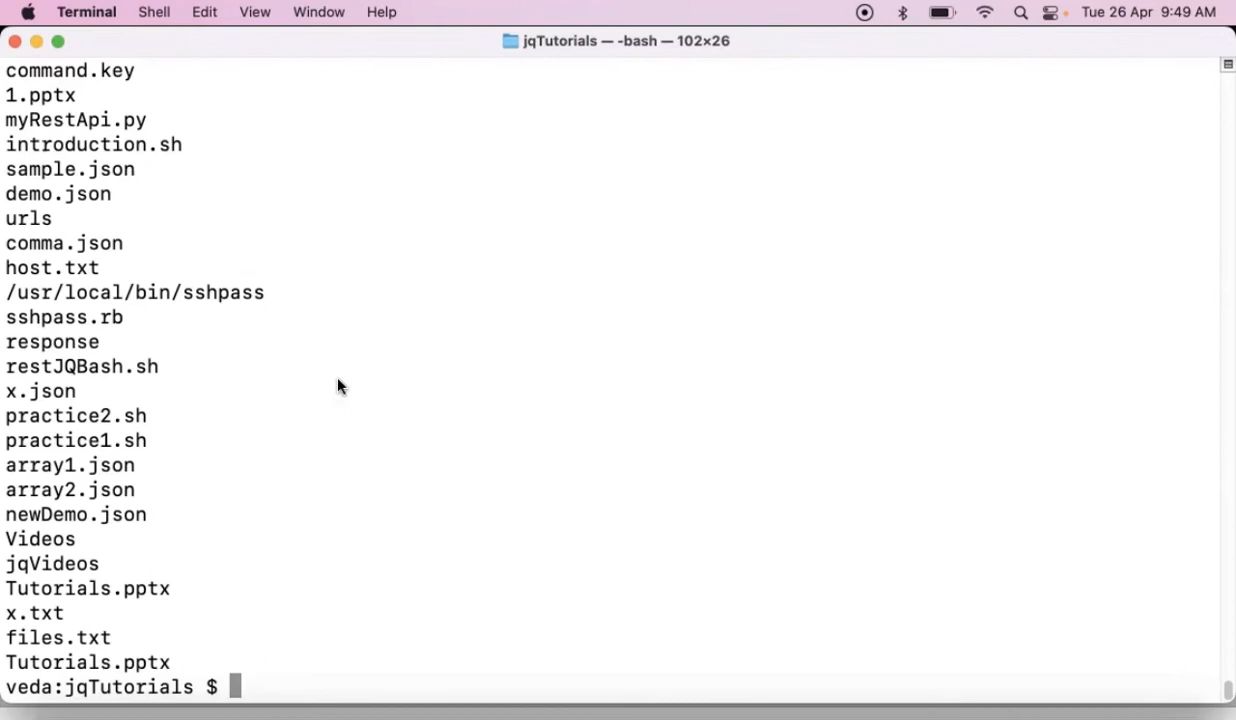 Terminal Shell Edit View Window Help Tue 26 Apr 9:49 AM
jqTutorials — -bash — 102×26
command.key
1.pptx
myRestApi.py
introduction.sh
sample.json
demo.json
urls
comma.json
host.txt
/usr/local/bin/sshpass
sshpass.rb
response
restJQBash.sh
x.json
practice2.sh
practice1.sh
array1.json
array2.json
newDemo.json
Videos
jqVideos
Tutorials.pptx
x.txt
files.txt
Tutorials.pptx
veda:jqTutorials $